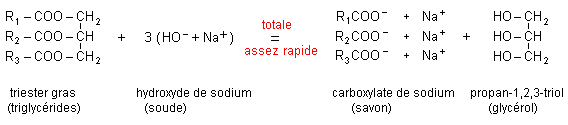 R₁ – COO – CH₂          R₁COO⁻ + Na⁺     HO – CH₂
totale
R₂ – COO – CH + 3 (HO⁻ + Na⁺) = R₂COO⁻ + Na⁺ + HO – CH
assez rapide
R₃ – COO – CH₂          R₃COO⁻ + Na⁺     HO – CH₂
triester gras hydroxyde de sodium carboxylate de sodium propan-1,2,3-triol
(triglycérides) (soude) (savon) (glycérol)